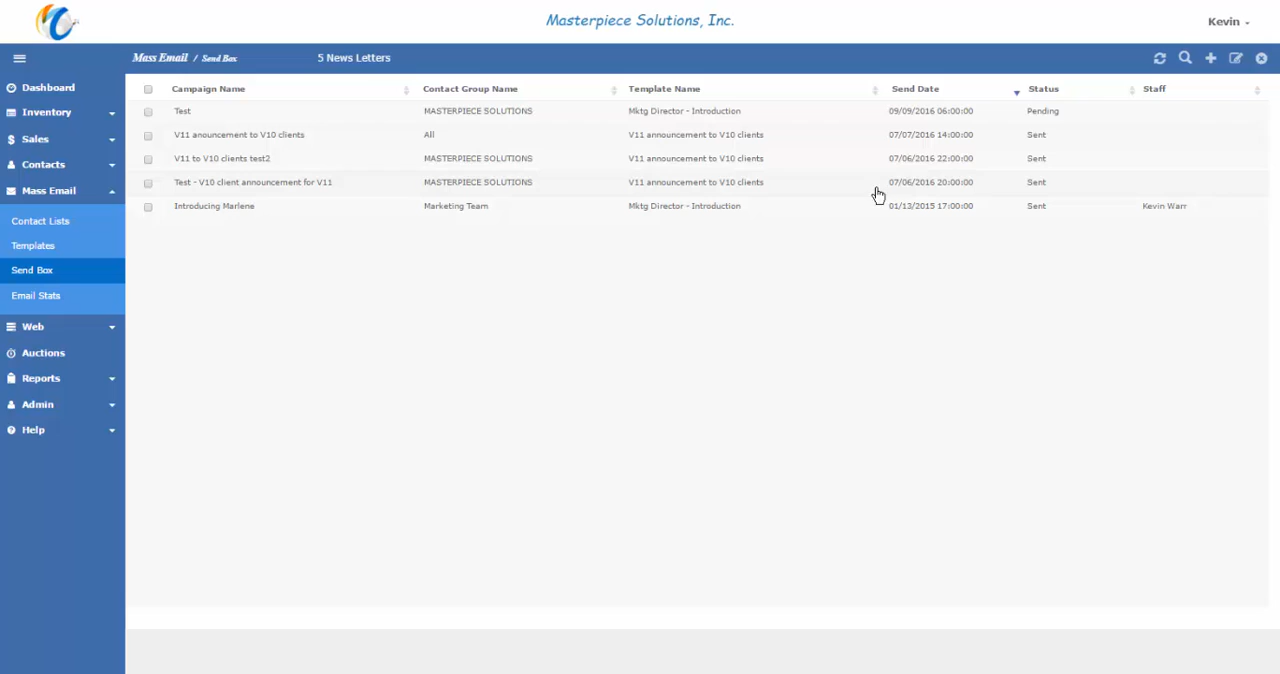 Masterpiece Solutions, Inc.
Kevin
Mass Email / Send Box
5 News Letters
Dashboard
Inventory
Sales
Contacts
Mass Email
Contact Lists
Templates
Send Box
Email Stats
Web
Auctions
Reports
Admin
Help
Campaign Name Contact Group Name Template Name Send Date Status Staff
Test MASTERPIECE SOLUTIONS Mktg Director - Introduction 09/09/2016 06:00:00 Pending
V11 anouncement to V10 clients All V11 announcement to V10 clients 07/07/2016 14:00:00 Sent
V11 to V10 clients test2 MASTERPIECE SOLUTIONS V11 announcement to V10 clients 07/06/2016 22:00:00 Sent
Test - V10 client announcement for V11 MASTERPIECE SOLUTIONS V11 announcement to V10 clients 07/06/2016 20:00:00 Sent
Introducing Marlene Marketing Team Mktg Director - Introduction 01/13/2015 17:00:00 Sent Kevin Warr